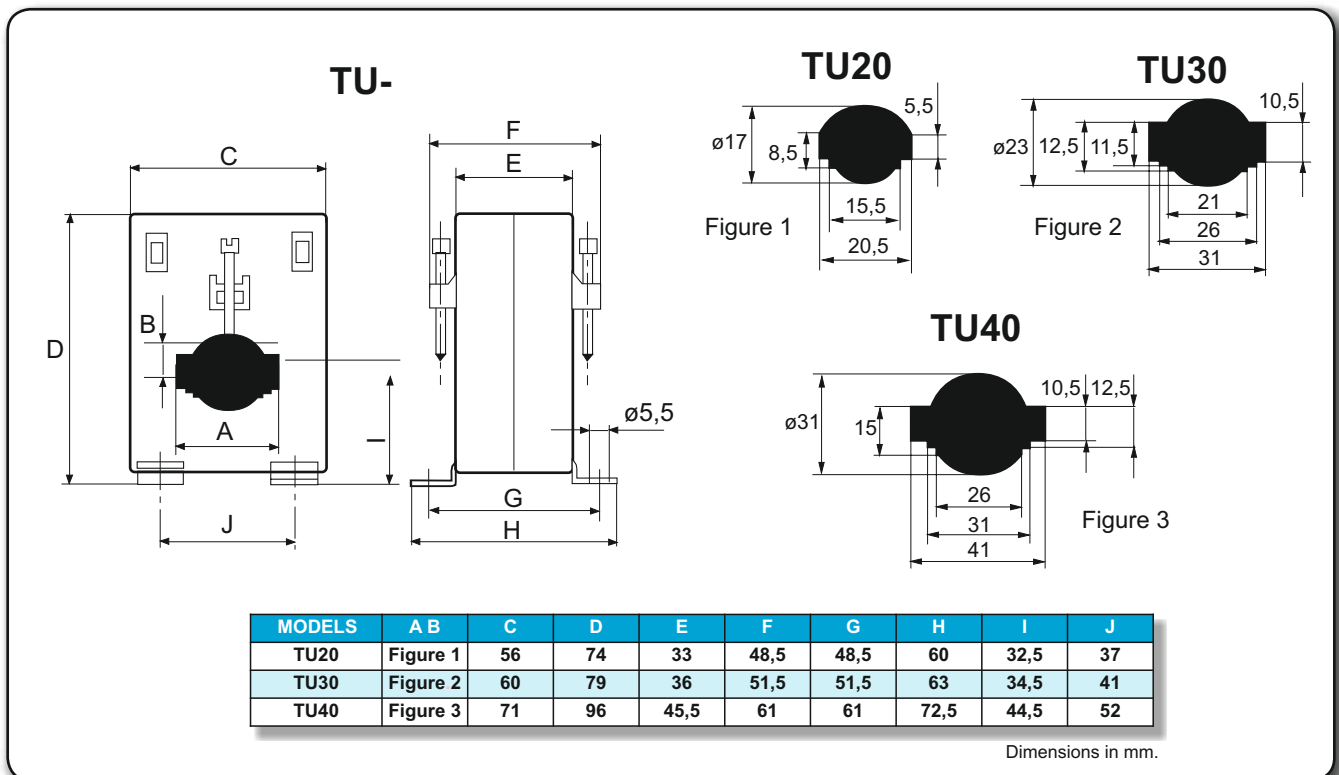 TU-
C
D
B
A
I
J
F
E
ø5,5
G
H
TU20
5,5
ø17
8,5
15,5
20,5
Figure 1
TU30
10,5
ø23
12,5
11,5
21
26
31
Figure 2
TU40
10,5
12,5
ø31
15
26
31
41
Figure 3
MODELS A B C D E F G H I J
TU20 Figure 1 56 74 33 48,5 48,5 60 32,5 37
TU30 Figure 2 60 79 36 51,5 51,5 63 34,5 41
TU40 Figure 3 71 96 45,5 61 61 72,5 44,5 52
Dimensions in mm.